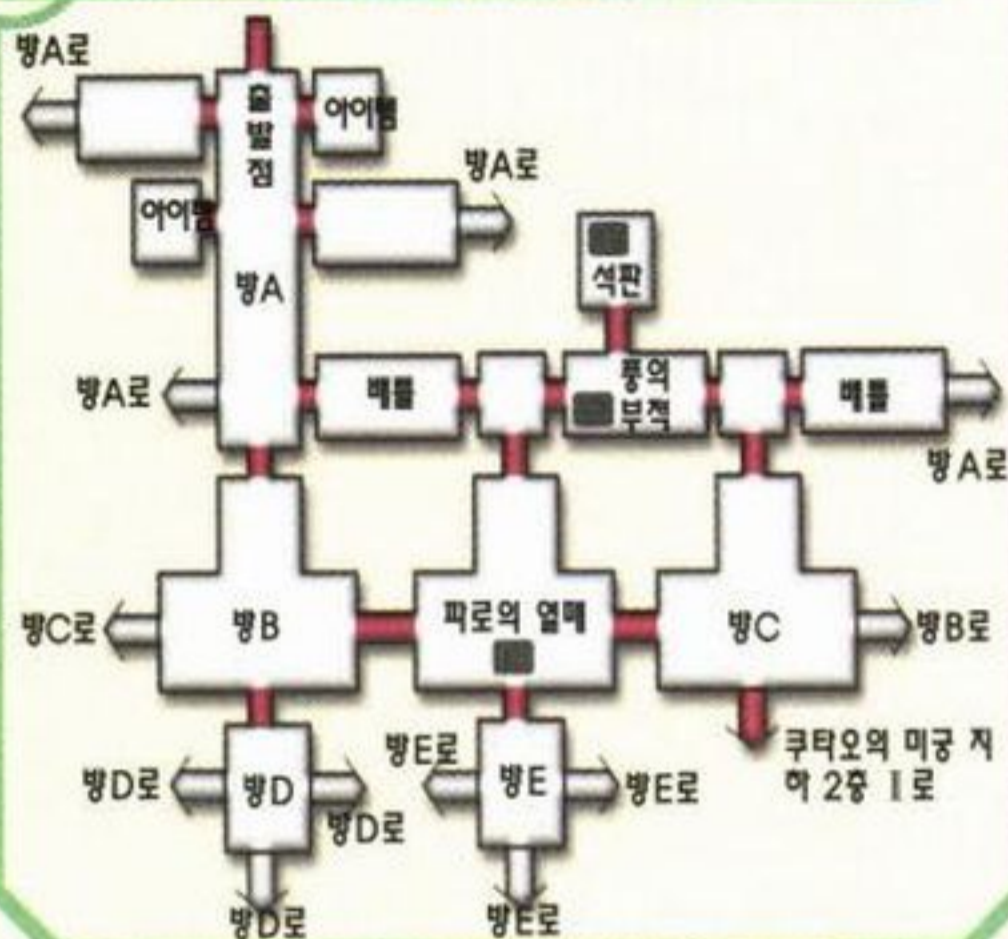 방A로
출
발
점
아이템
방A로
아이템
석판
방A
풍의
부적
방A로
배틀
배틀
방A로
방C로
방B
파로의 열매
방C
방B로
쿠타오의 미궁 지
하 2층 Ⅰ로
방D로
방D
방D로
방D로
방E로
방E
방E로
방E로